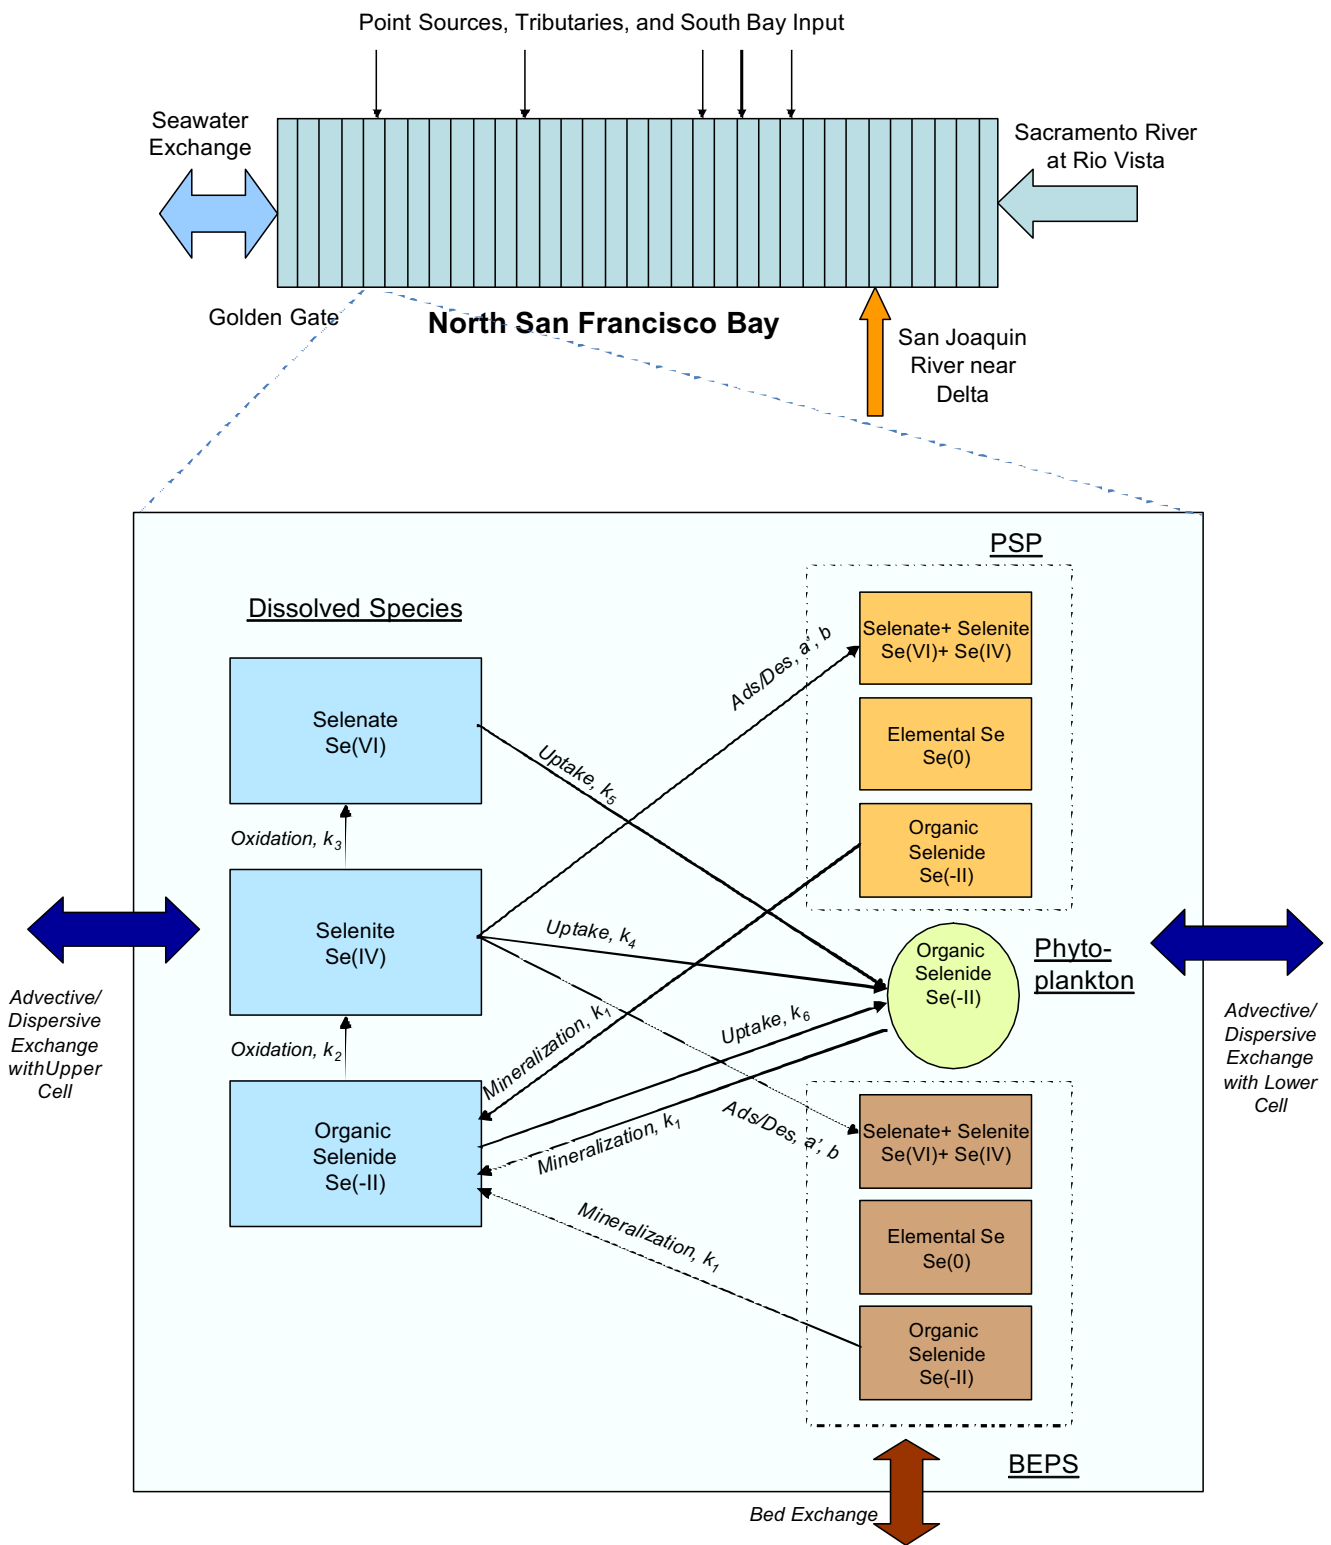 Point Sources, Tributaries, and South Bay Input
Seawater
Exchange
Sacramento River
at Rio Vista
Golden Gate
North San Francisco Bay
San Joaquin
River near
Delta
PSP
Dissolved Species
Selenate+ Selenite
Se(VI)+ Se(IV)
Ads/Des, a', b
Selenate
Se(VI)
Elemental Se
Se(0)
Uptake, k5
Oxidation, k3
Organic
Selenide
Se(-II)
Selenite
Se(IV)
Uptake, k4
Organic
Selenide
Se(-II)
Phyto-
plankton
Advective/
Dispersive
Exchange
withUpper
Cell
Advective/
Dispersive
Exchange
with Lower
Cell
Oxidation, k2
Mineralization, k1
Uptake, k6
Organic
Selenide
Se(-II)
Mineralization, k1
Ads/Des, a', b
Selenate+ Selenite
Se(VI)+ Se(IV)
Mineralization, k1
Elemental Se
Se(0)
Organic
Selenide
Se(-II)
BEPS
Bed Exchange